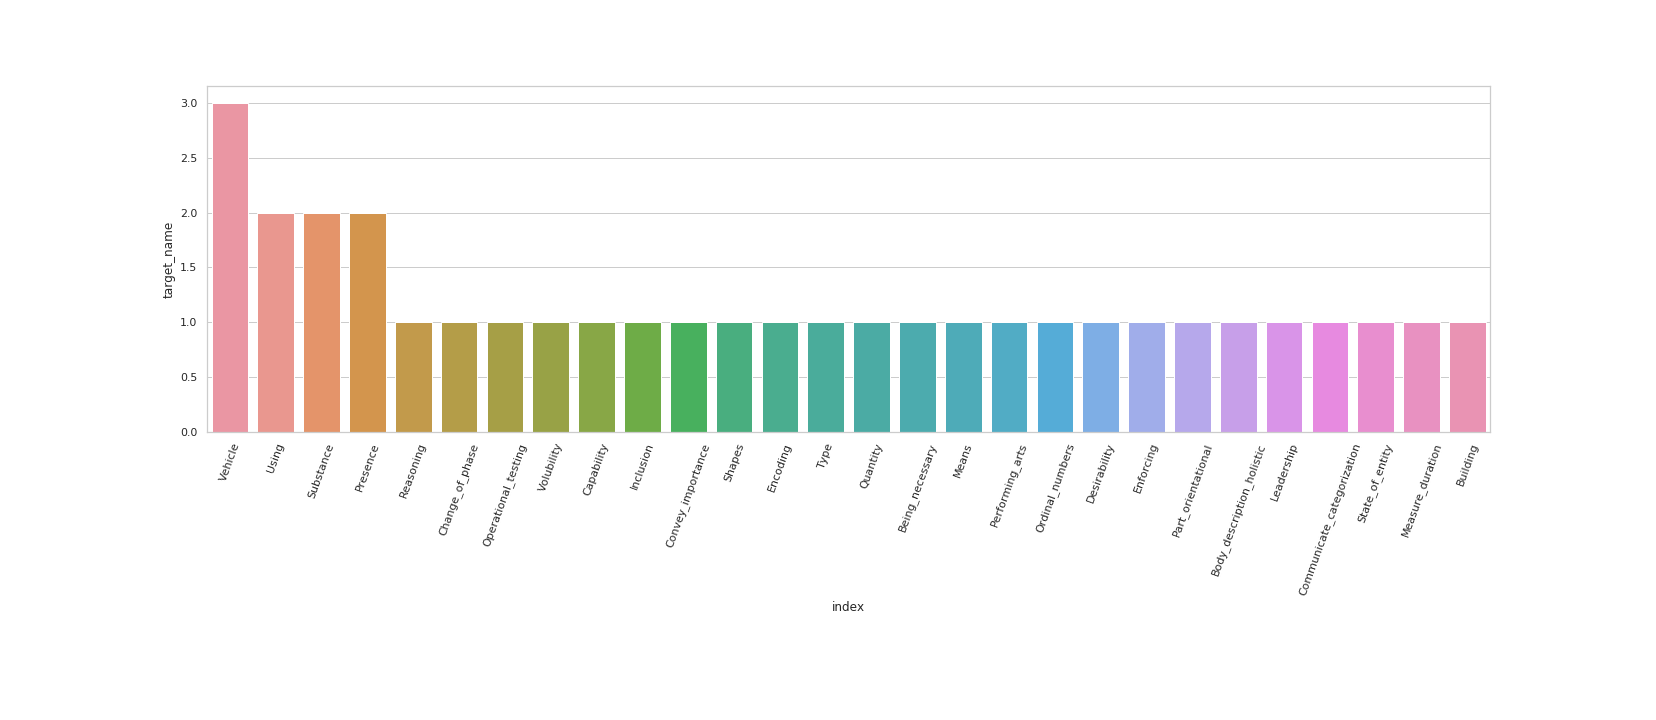 3.0
2.5
2.0
1.5
1.0
0.5
0.0
target_name
Vehicle
Using
Substance
Presence
Reasoning
Change_of_phase
Operational_testing
Volubility
Capability
Inclusion
Convey_importance
Shapes
Encoding
Type
Quantity
Being_necessary
Means
Performing_arts
Ordinal_numbers
Desirability
Enforcing
Part_orientational
Body_description_holistic
Leadership
Communicate_categorization
State_of_entity
Measure_duration
Building
index